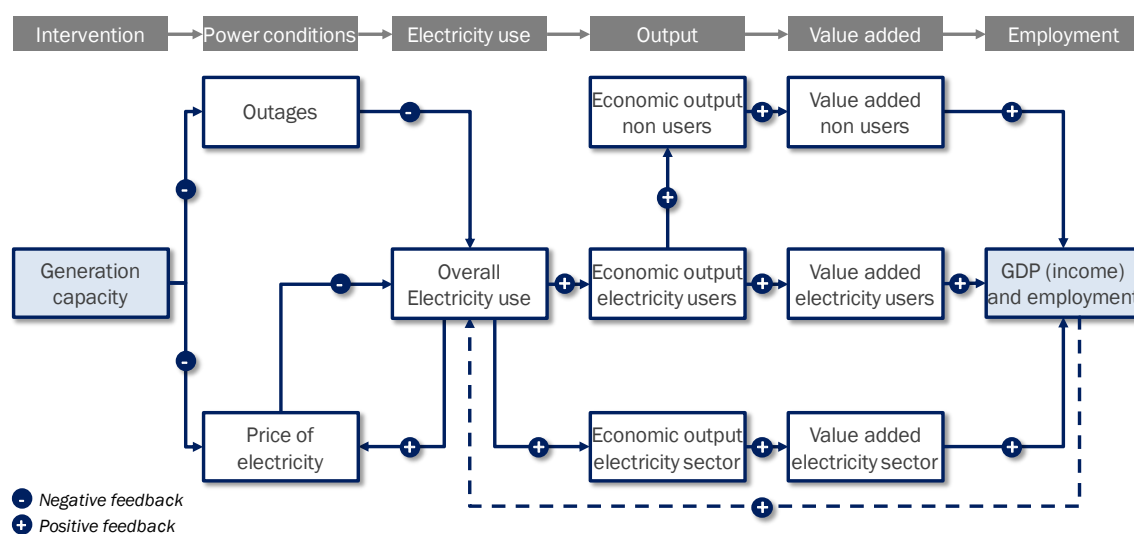 Intervention
Power conditions
Electricity use
Output
Value added
Employment
Outages
-
Economic output
non users
+
Value added
non users
+
-
+
Generation
capacity
-
Overall
Electricity use
+
Economic output
electricity users
+
Value added
electricity users
+
GDP (income)
and employment
-
Price of
electricity
+
+
Economic output
electricity sector
+
Value added
electricity sector
+
- Negative feedback
+ Positive feedback
+